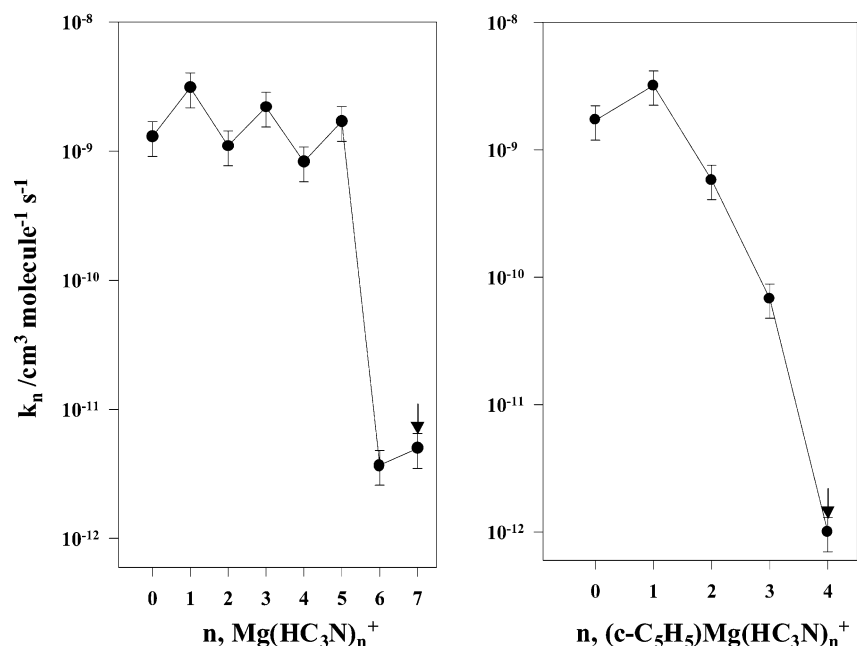 10⁻⁸
10⁻⁹
10⁻¹⁰
10⁻¹¹
10⁻¹²
kₙ /cm³ molecule⁻¹ s⁻¹
0 1 2 3 4 5 6 7
n, Mg(HC₃N)ₙ⁺
10⁻⁸
10⁻⁹
10⁻¹⁰
10⁻¹¹
10⁻¹²
0 1 2 3 4
n, (c-C₅H₅)Mg(HC₃N)ₙ⁺